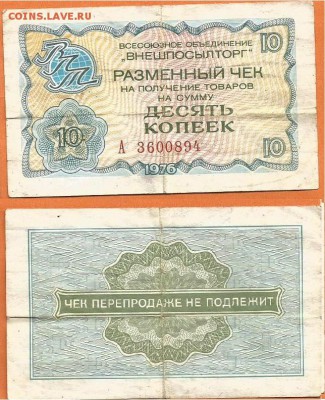 COINS.LAVE.RU
ВПТ
10
ВСЕСОЮЗНОЕ ОБЪЕДИНЕНИЕ
"ВНЕШПОСЫЛТОРГ"
РАЗМЕННЫЙ ЧЕК
НА ПОЛУЧЕНИЕ ТОВАРОВ
НА СУММУ
ДЕСЯТЬ
КОПЕЕК
10
А 3600894
10
1976
ЧЕК ПЕРЕПРОДАЖЕ НЕ ПОДЛЕЖИТ